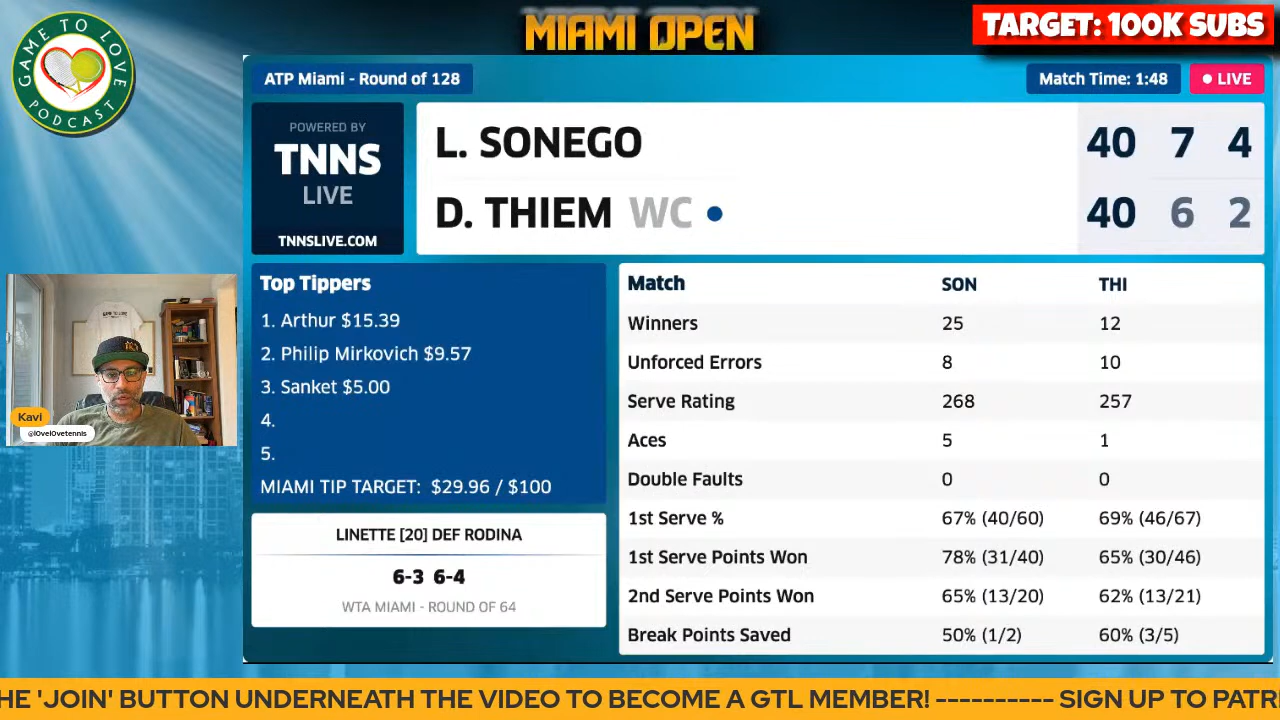 GAME TO LOVE
PODCAST
MIAMI OPEN
TARGET: 100K SUBS
ATP Miami - Round of 128
Match Time: 1:48
LIVE
POWERED BY
TNNS
LIVE
TNNSLIVE.COM
L. SONEGO 40 7 4
D. THIEM WC 40 6 2
Top Tippers
1. Arthur $15.39
2. Philip Mirkovich $9.57
3. Sanket $5.00
4.
5.
MIAMI TIP TARGET: $29.96 / $100
LINETTE [20] DEF RODINA
6-3 6-4
WTA MIAMI - ROUND OF 64
Match SON THI
Winners 25 12
Unforced Errors 8 10
Serve Rating 268 257
Aces 5 1
Double Faults 0 0
1st Serve % 67% (40/60) 69% (46/67)
1st Serve Points Won 78% (31/40) 65% (30/46)
2nd Serve Points Won 65% (13/20) 62% (13/21)
Break Points Saved 50% (1/2) 60% (3/5)
Kavi
@l0vel0vetennis
HE 'JOIN' BUTTON UNDERNEATH THE VIDEO TO BECOME A GTL MEMBER! ---------- SIGN UP TO PATR